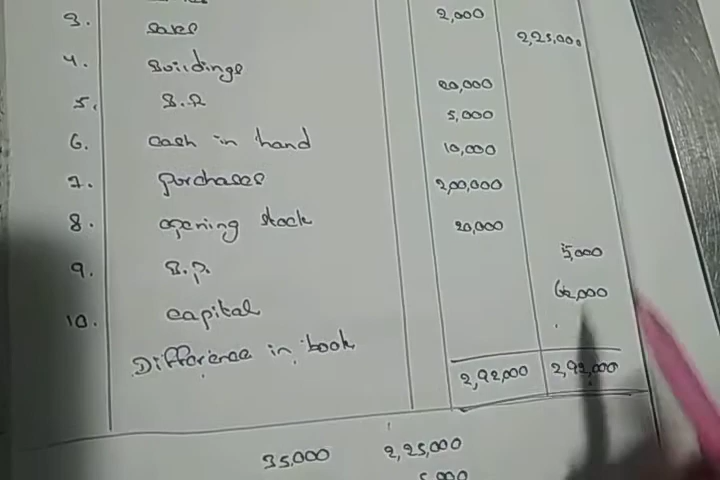 3. Sales 2,000
2,25,000
4. Buildings 20,000
5. B.R 5,000
6. cash in hand 10,000
7. purchases 2,00,000
8. opening stock 20,000
9. B.P. 5,000
10. capital 62,000
Difference in book
2,92,000 2,92,000
35,000 2,25,000
5,000